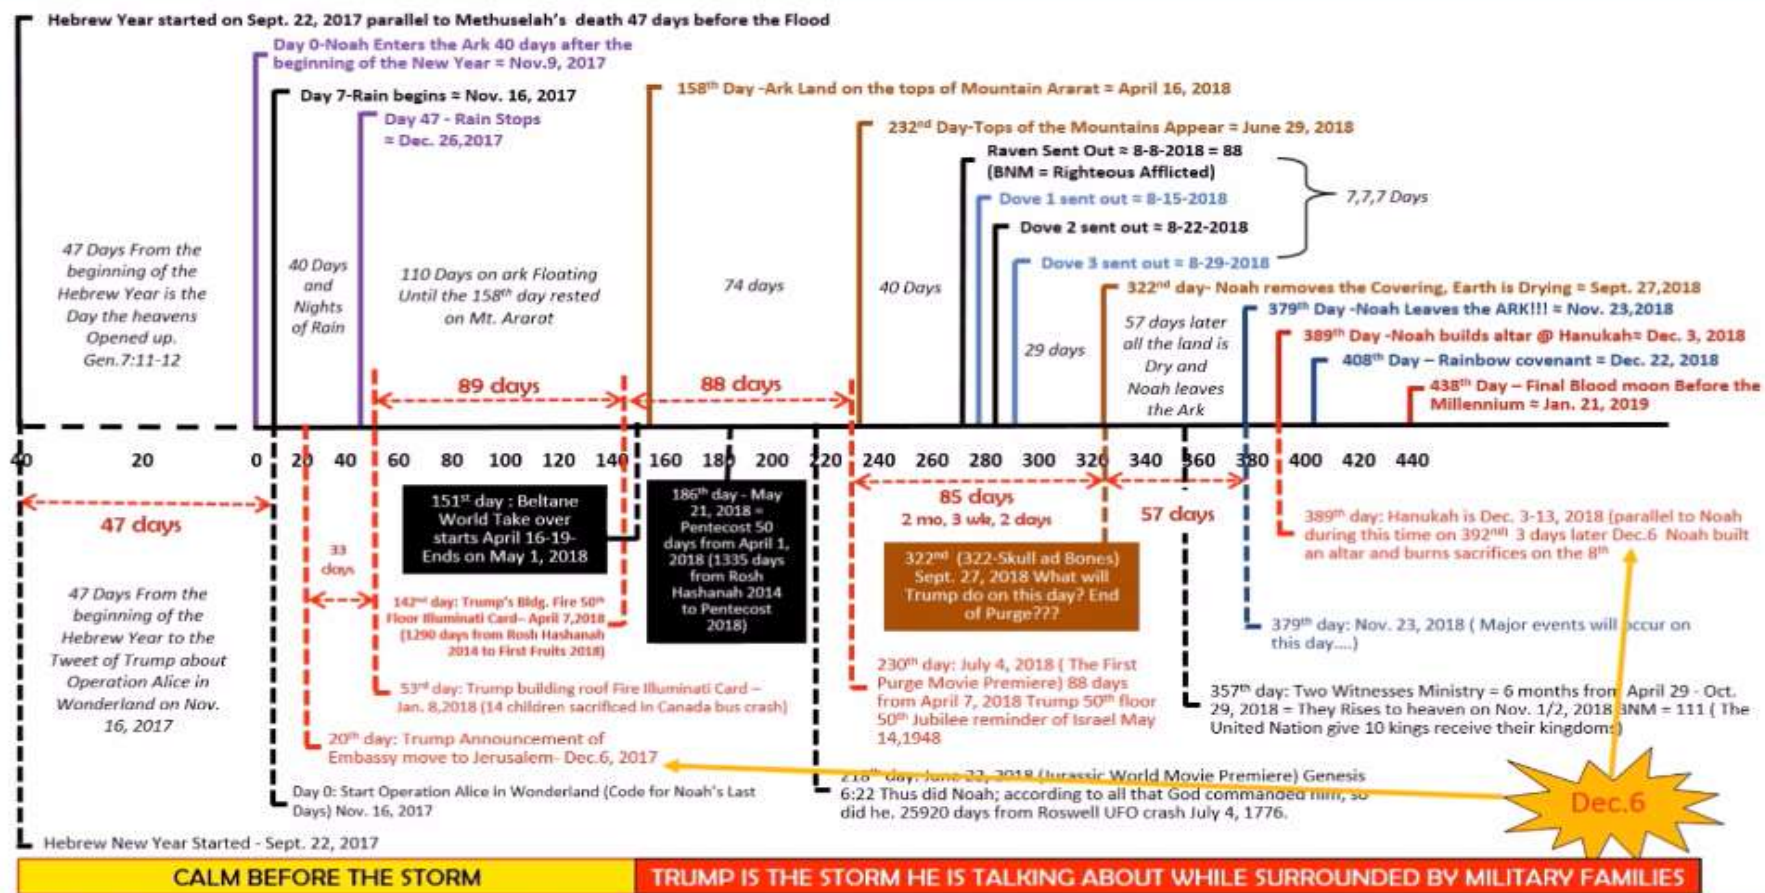 Hebrew Year started on Sept. 22, 2017 parallel to Methuselah's death 47 days before the Flood
Day 0-Noah Enters the Ark 40 days after the
beginning of the New Year = Nov.9, 2017
Day 7-Rain begins = Nov. 16, 2017
Day 47 - Rain Stops
= Dec. 26,2017
158th Day -Ark Land on the tops of Mountain Ararat = April 16, 2018
232nd Day-Tops of the Mountains Appear = June 29, 2018
Raven Sent Out = 8-8-2018 = 88
(BNM = Righteous Afflicted)
Dove 1 sent out = 8-15-2018
7,7,7 Days
Dove 2 sent out = 8-22-2018
Dove 3 sent out = 8-29-2018
322nd day- Noah removes the Covering, Earth is Drying = Sept. 27,2018
379th Day -Noah Leaves the ARK!!! = Nov. 23,2018
389th Day -Noah builds altar @ Hanukah= Dec. 3, 2018
408th Day – Rainbow covenant = Dec. 22, 2018
438th Day – Final Blood moon Before the
Millennium = Jan. 21, 2019
47 Days From the
beginning of the
Hebrew Year is the
Day the heavens
Opened up.
Gen.7:11-12
40 Days
and
Nights
of Rain
110 Days on ark Floating
Until the 158th day rested
on Mt. Ararat
74 days
40 Days
29 days
57 days later
all the land is
Dry and
Noah leaves
the Ark
89 days
88 days
40 20 0 20 40 60 80 100 120 140 160 180 200 220 240 260 280 300 320 340 360 380 400 420 440
47 days
33
days
85 days
2 mo, 3 wk, 2 days
57 days
151st day : Beltane
World Take over
starts April 16-19-
Ends on May 1, 2018
186th day - May
21, 2018 =
Pentecost 50
days from April 1,
2018 (1335 days
from Rosh
Hashanah 2014
to Pentecost
2018)
322nd (322-Skull ad Bones)
Sept. 27, 2018 What will
Trump do on this day? End
of Purge???
389th day: Hanukah is Dec. 3-13, 2018 (parallel to Noah
during this time on 392nd) 3 days later Dec.6 Noah built
an altar and burns sacrifices on the 8th
47 Days From the
beginning of the
Hebrew Year to the
Tweet of Trump about
Operation Alice in
Wonderland on Nov.
16, 2017
142nd day: Trump's Bldg. Fire 50th
Floor Illuminati Card– April 7,2018
(1290 days from Rosh Hashanah
2014 to First Fruits 2018)
379th day: Nov. 23, 2018 ( Major events will occur on
this day....)
53rd day: Trump building roof Fire Illuminati Card –
Jan. 8,2018 (14 children sacrificed in Canada bus crash)
230th day: July 4, 2018 ( The First
Purge Movie Premiere) 88 days
from April 7, 2018 Trump 50th floor
50th Jubilee reminder of Israel May
14,1948
357th day: Two Witnesses Ministry = 6 months from April 29 - Oct.
29, 2018 = They Rises to heaven on Nov. 1/2, 2018 BNM = 111 ( The
United Nation give 10 kings receive their kingdoms)
20th day: Trump Announcement of
Embassy move to Jerusalem- Dec.6, 2017
218th day: June 22, 2018 (Jurassic World Movie Premiere) Genesis
6:22 Thus did Noah; according to all that God commanded him, so
did he. 25920 days from Roswell UFO crash July 4, 1776.
Day 0: Start Operation Alice in Wonderland (Code for Noah's Last
Days) Nov. 16, 2017
Dec.6
Hebrew New Year Started - Sept. 22, 2017
CALM BEFORE THE STORM
TRUMP IS THE STORM HE IS TALKING ABOUT WHILE SURROUNDED BY MILITARY FAMILIES